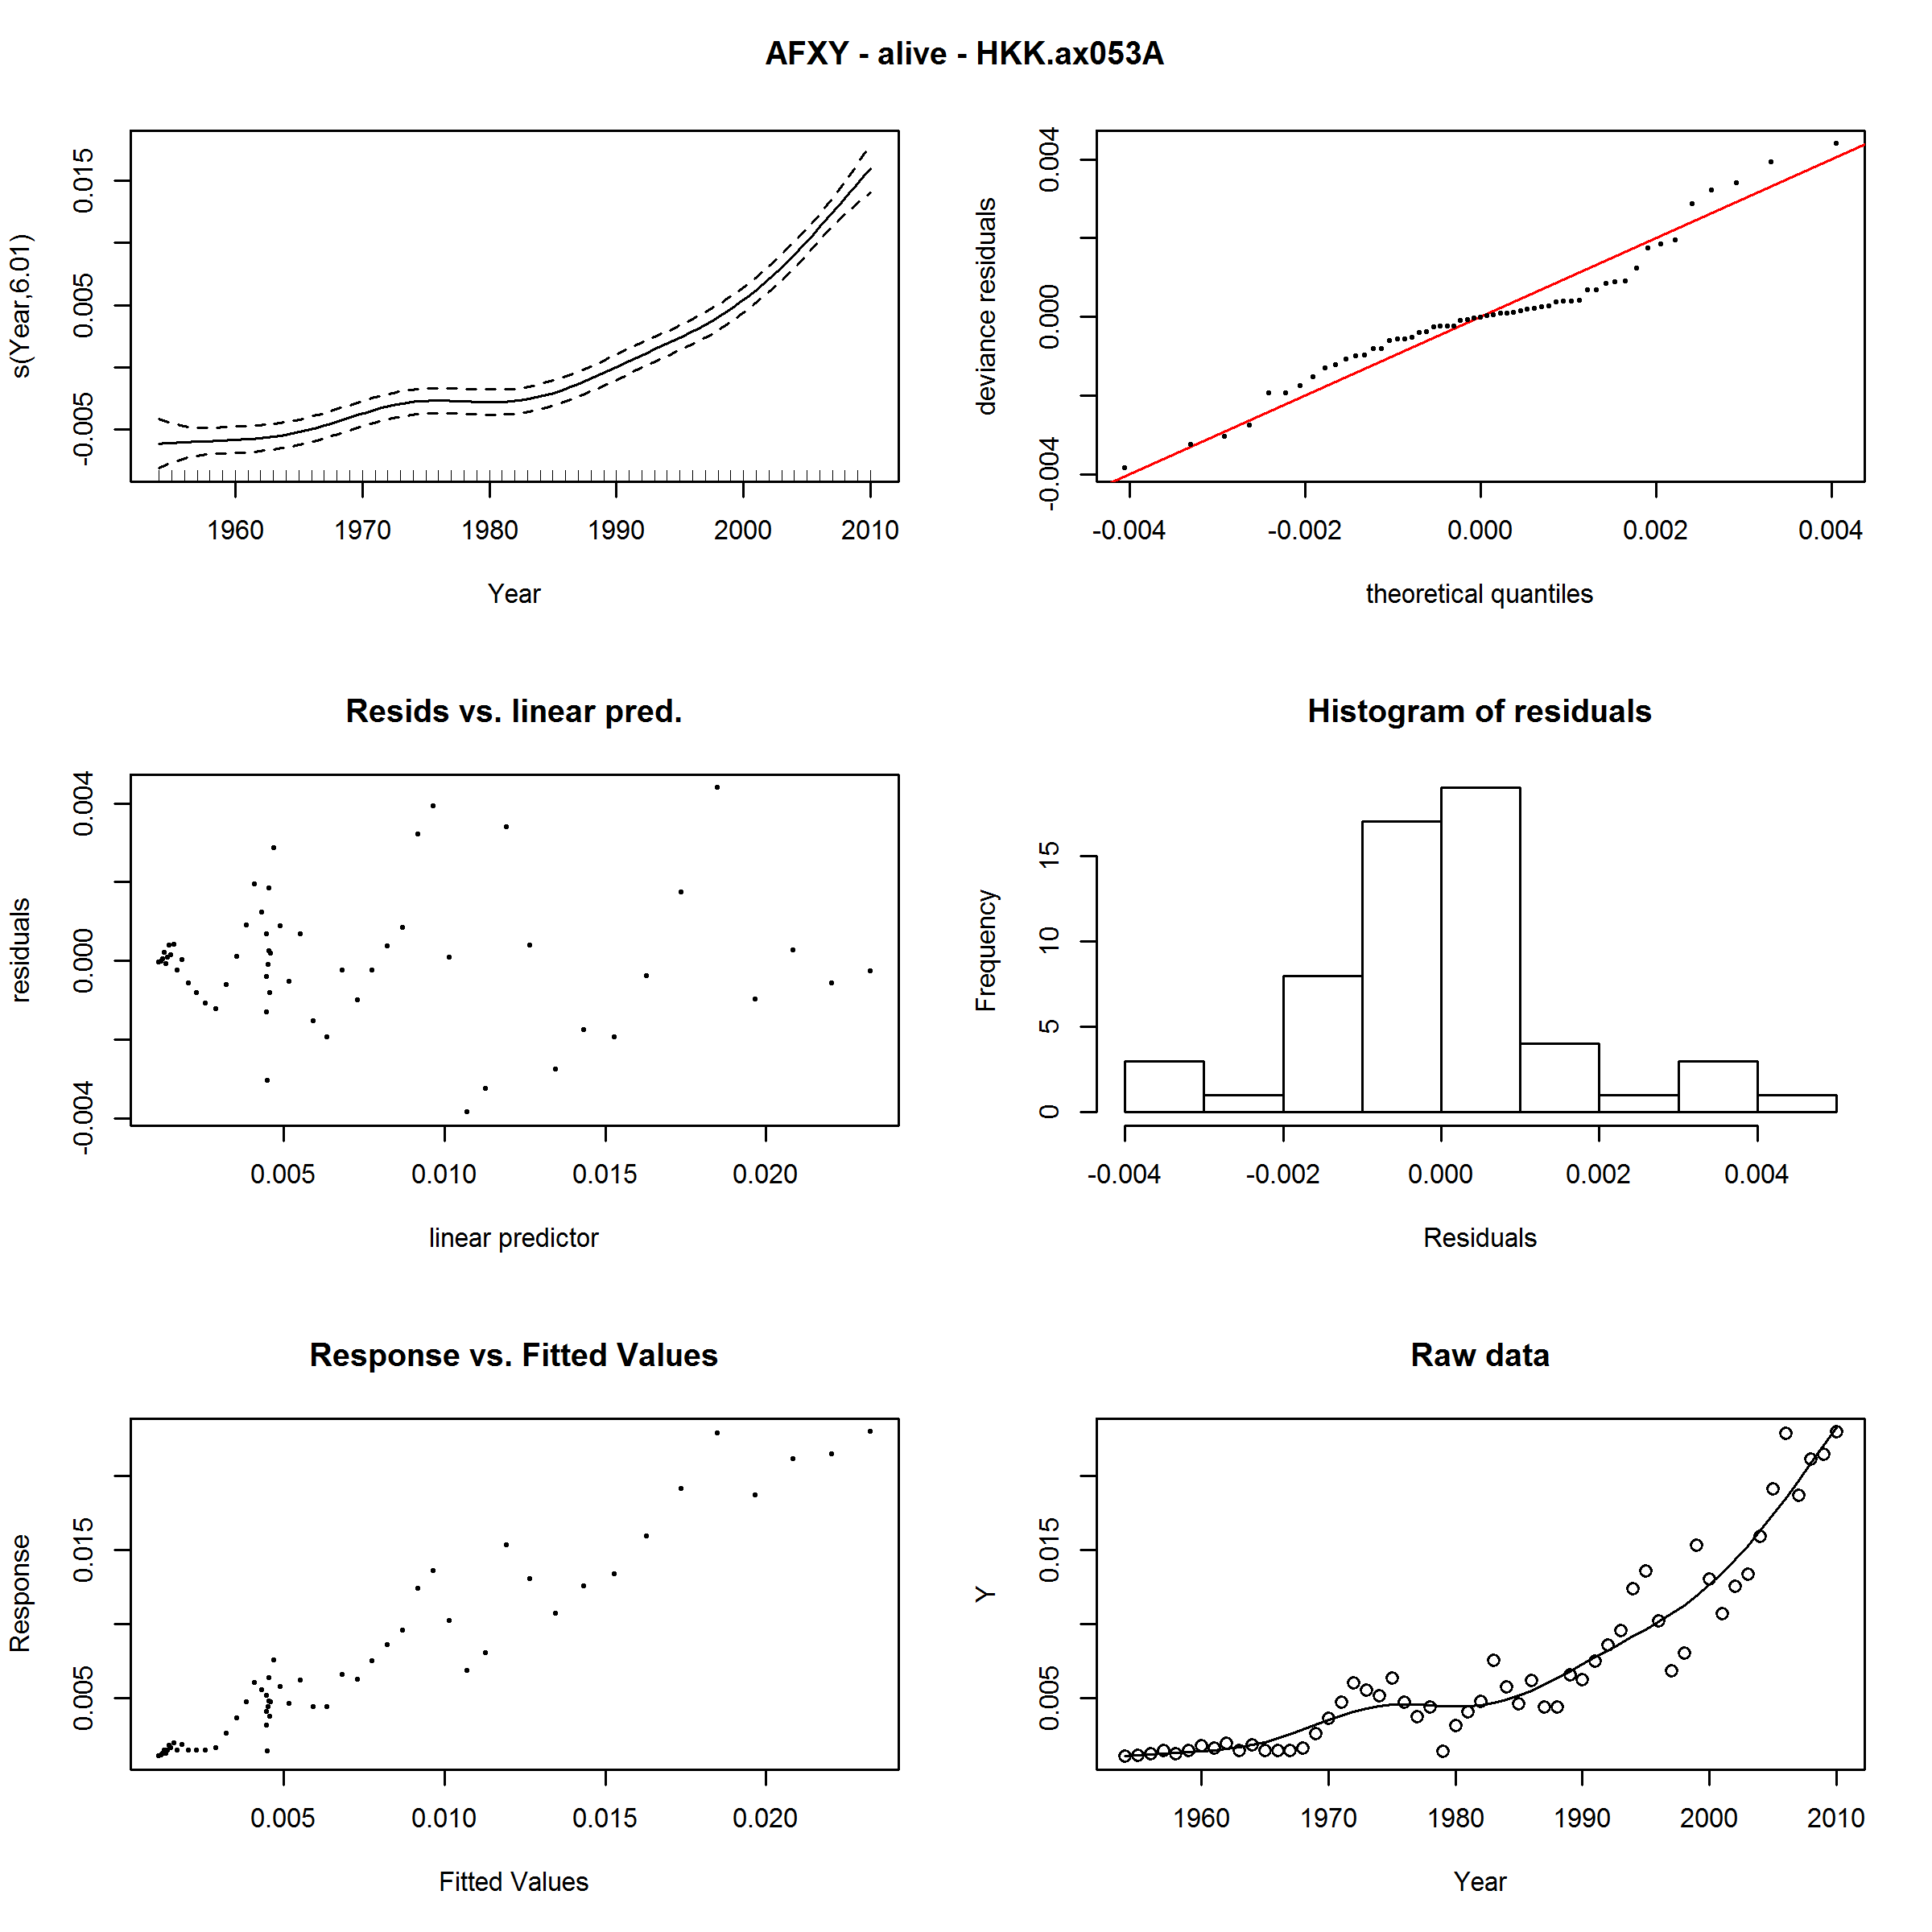 AFXY - alive - HKK.ax053A
s(Year,6.01)
-0.005 0.005 0.015
1960 1970 1980 1990 2000 2010
Year
deviance residuals
-0.004 0.000 0.004
-0.004 -0.002 0.000 0.002 0.004
theoretical quantiles
Resids vs. linear pred.
residuals
-0.004 0.000 0.004
0.005 0.010 0.015 0.020
linear predictor
Histogram of residuals
Frequency
0 5 10 15
-0.004 -0.002 0.000 0.002 0.004
Residuals
Response vs. Fitted Values
Response
0.005 0.015
0.005 0.010 0.015 0.020
Fitted Values
Raw data
Y
0.005 0.015
1960 1970 1980 1990 2000 2010
Year